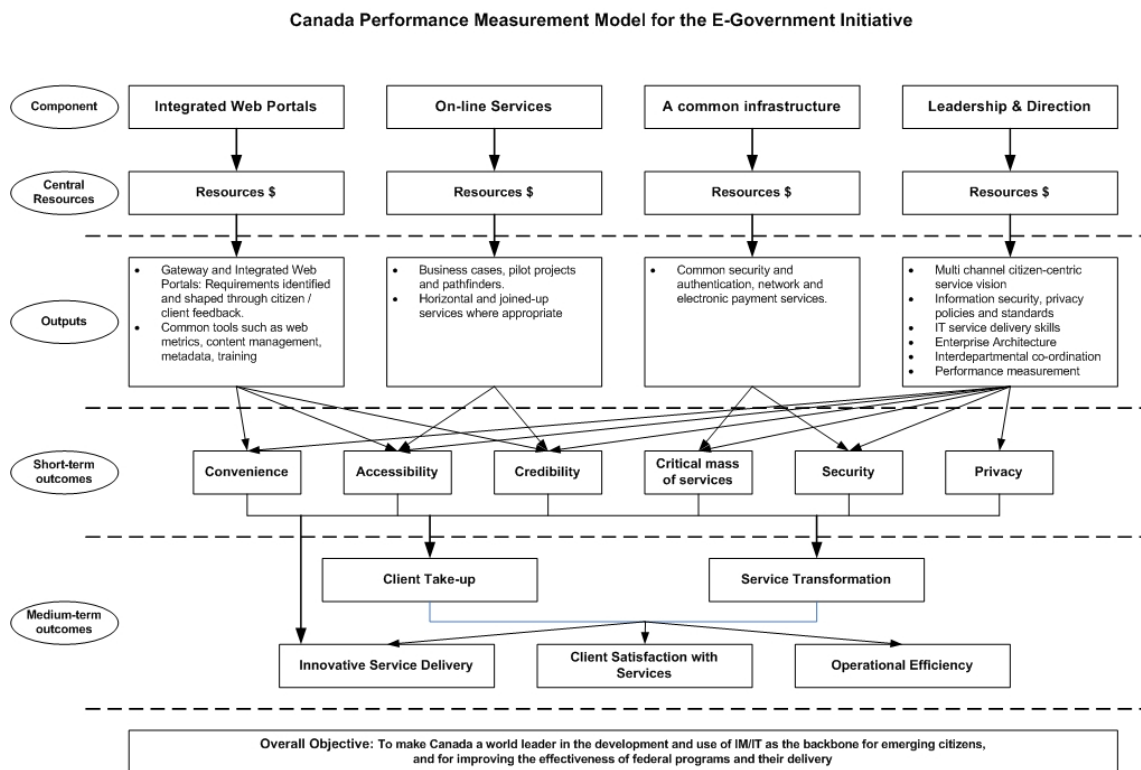 Canada Performance Measurement Model for the E-Government Initiative
Component
Integrated Web Portals
On-line Services
A common infrastructure
Leadership & Direction
Central
Resources
Resources $
Resources $
Resources $
Resources $
Outputs
• Gateway and Integrated Web
Portals: Requirements identified
and shaped through citizen /
client feedback.
• Common tools such as web
metrics, content management,
metadata, training
• Business cases, pilot projects
and pathfinders.
• Horizontal and joined-up
services where appropriate
• Common security and
authentication, network and
electronic payment services.
• Multi channel citizen-centric
service vision
• Information security, privacy
policies and standards
• IT service delivery skills
• Enterprise Architecture
• Interdepartmental co-ordination
• Performance measurement
Short-term
outcomes
Convenience
Accessibility
Credibility
Critical mass
of services
Security
Privacy
Medium-term
outcomes
Client Take-up
Service Transformation
Innovative Service Delivery
Client Satisfaction with
Services
Operational Efficiency
Overall Objective: To make Canada a world leader in the development and use of IM/IT as the backbone for emerging citizens,
and for improving the effectiveness of federal programs and their delivery